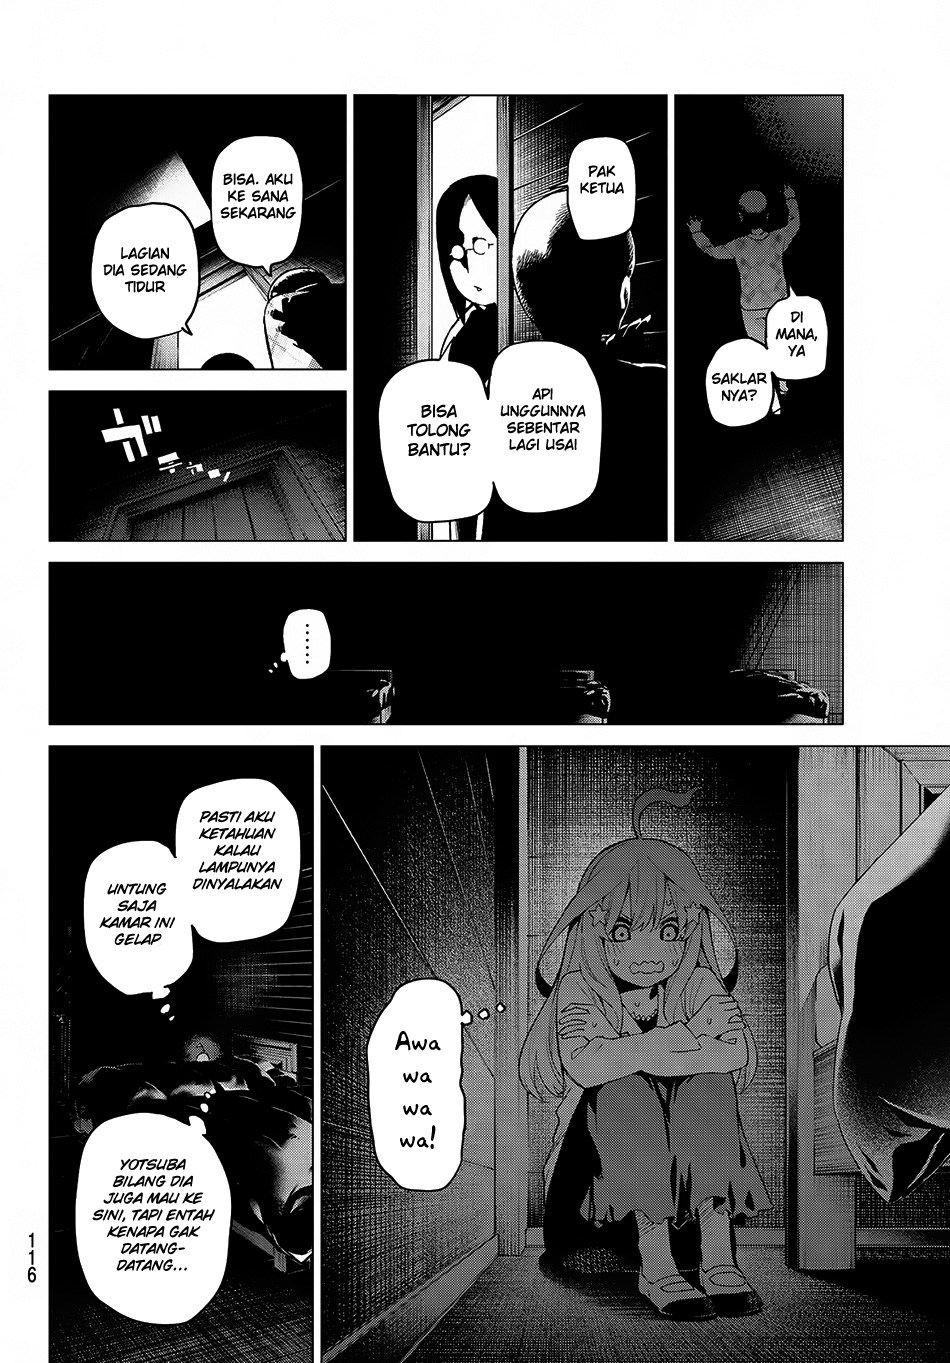 DI
MANA,
YA
SAKLAR
NYA?
PAK
KETUA
API
UNGGUNNYA
SEBENTAR
LAGI USAI
BISA
TOLONG
BANTU?
BISA. AKU
KE SANA
SEKARANG
LAGIAN
DIA SEDANG
TIDUR
......
Awa
wa
wa
wa!
PASTI AKU
KETAHUAN
KALAU
LAMPUNYA
DINYALAKAN
UNTUNG
SAJA
KAMAR INI
GELAP
YOTSUBA
BILANG DIA
JUGA MAU KE
SINI, TAPI ENTAH
KENAPA GAK
DATANG-
DATANG...
116